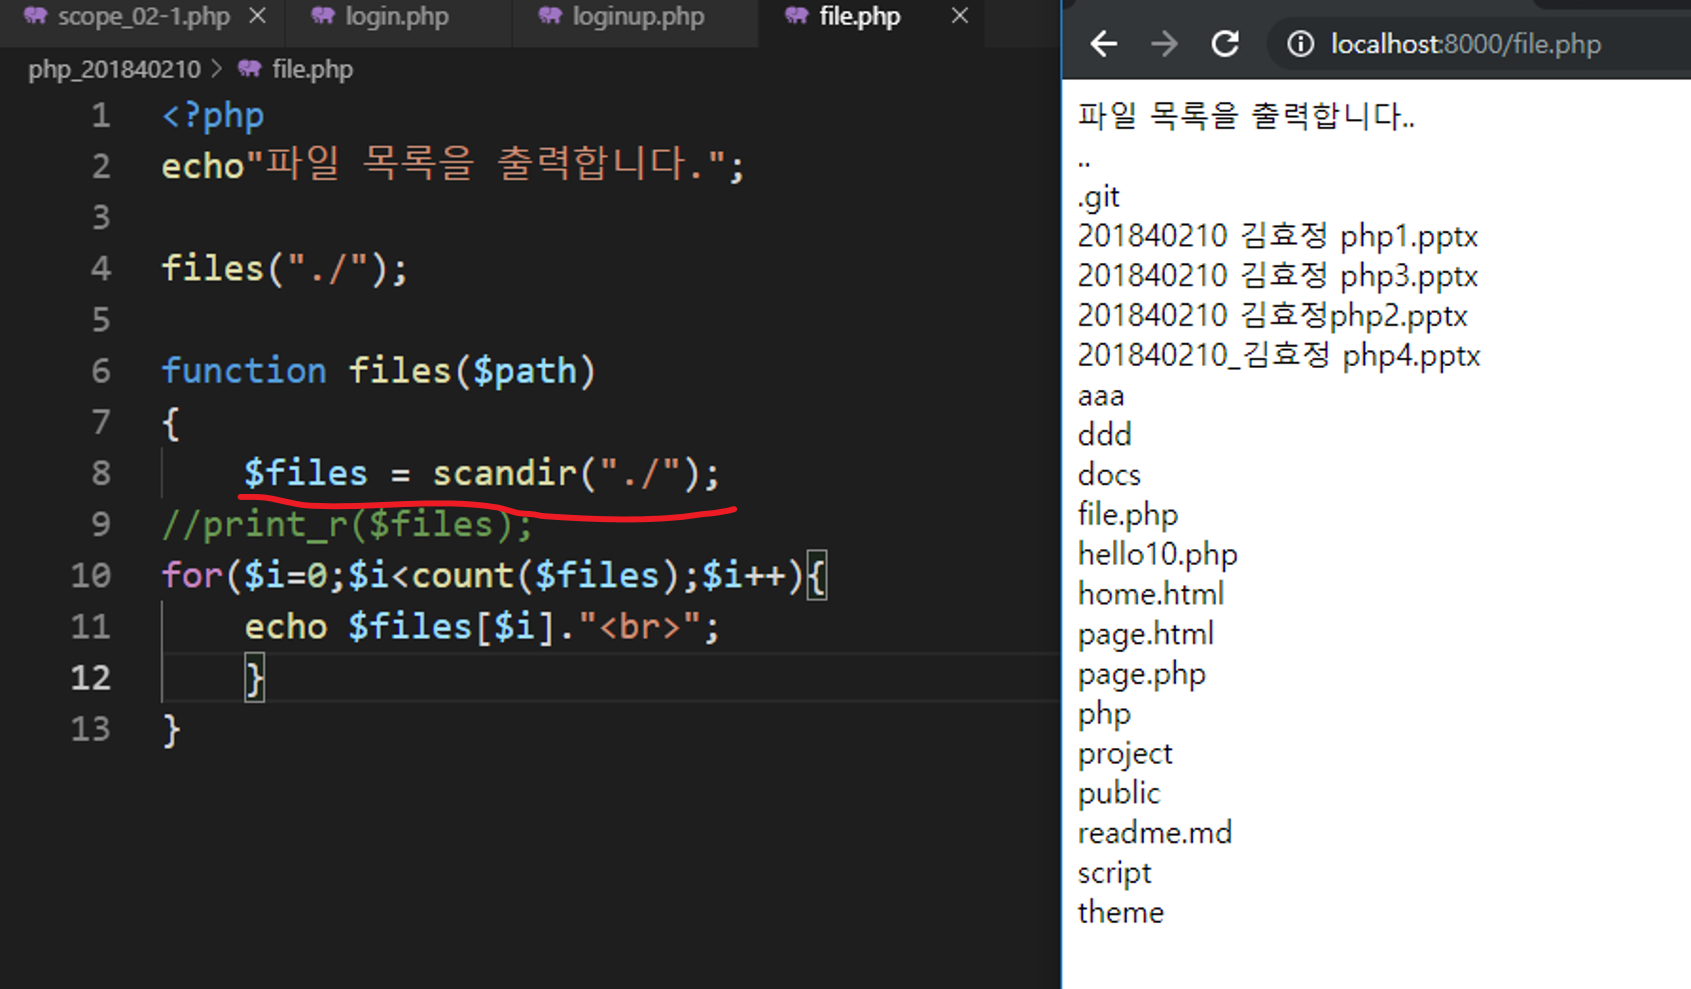 scope_02-1.php
login.php
loginup.php
file.php
php_201840210 > file.php
1 <?php
2 echo"파일 목록을 출력합니다.";
3
4 files("./");
5
6 function files($path)
7 {
8 $files = scandir("./");
9 //print_r($files);
10 for($i=0;$i<count($files);$i++){
11 echo $files[$i]."<br>";
12 }
13 }
localhost:8000/file.php
파일 목록을 출력합니다..
..
.git
201840210 김효정 php1.pptx
201840210 김효정 php3.pptx
201840210 김효정php2.pptx
201840210_김효정 php4.pptx
aaa
ddd
docs
file.php
hello10.php
home.html
page.html
page.php
php
project
public
readme.md
script
theme